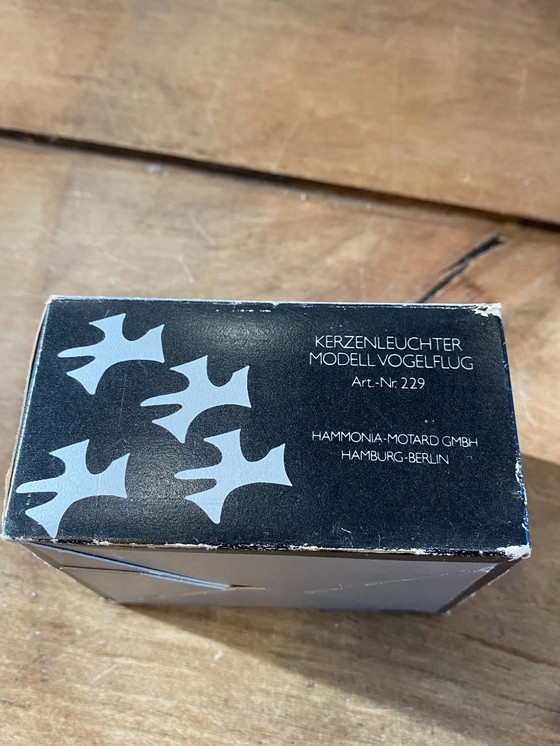 KERZENLEUCHTER
MODELL VOGELFLUG
Art.-Nr. 229
HAMMONIA-MOTARD GMBH
HAMBURG-BERLIN